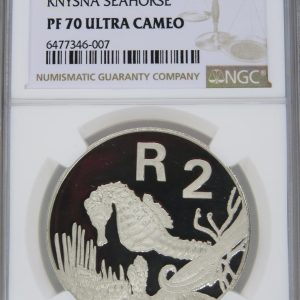 KNYSNA SEAHORSE
PF 70 ULTRA CAMEO
6477346-007
NUMISMATIC GUARANTY COMPANY
NGC
R 2